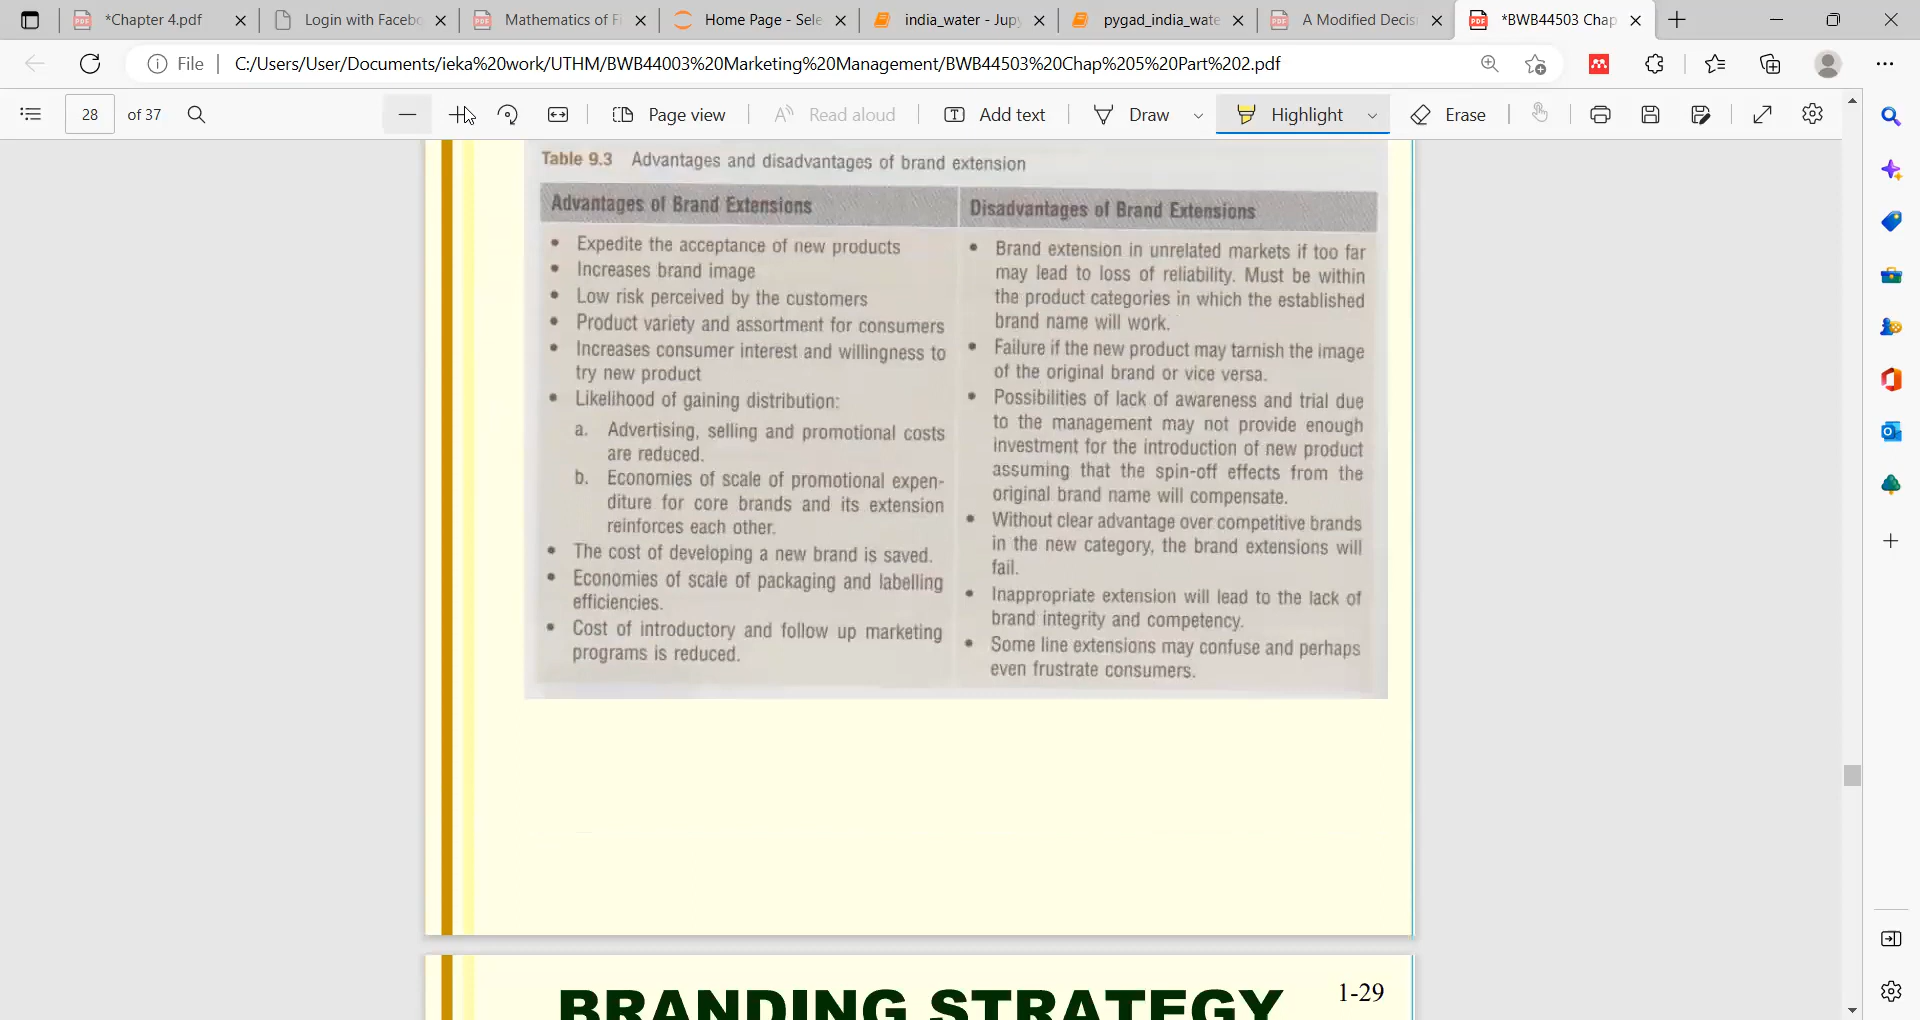 *Chapter 4.pdf
Login with Facebo
Mathematics of Fi
Home Page - Sele
india_water - Jupy
pygad_india_wate
A Modified Decisi
*BWB44503 Chap
File
C:/Users/User/Documents/ieka%20work/UTHM/BWB44003%20Marketing%20Management/BWB44503%20Chap%205%20Part%202.pdf
28 of 37
Page view
Read aloud
Add text
Draw
Highlight
Erase
Table 9.3 Advantages and disadvantages of brand extension
Advantages of Brand Extensions
• Expedite the acceptance of new products
• Increases brand image
• Low risk perceived by the customers
• Product variety and assortment for consumers
• Increases consumer interest and willingness to
try new product
• Likelihood of gaining distribution:
a. Advertising, selling and promotional costs
are reduced.
b. Economies of scale of promotional expen-
diture for core brands and its extension
reinforces each other.
• The cost of developing a new brand is saved.
• Economies of scale of packaging and labelling
efficiencies.
• Cost of introductory and follow up marketing
programs is reduced.
Disadvantages of Brand Extensions
• Brand extension in unrelated markets if too far
may lead to loss of reliability. Must be within
the product categories in which the established
brand name will work.
• Failure if the new product may tarnish the image
of the original brand or vice versa.
• Possibilities of lack of awareness and trial due
to the management may not provide enough
investment for the introduction of new product
assuming that the spin-off effects from the
original brand name will compensate.
• Without clear advantage over competitive brands
in the new category, the brand extensions will
fail.
• Inappropriate extension will lead to the lack of
brand integrity and competency.
• Some line extensions may confuse and perhaps
even frustrate consumers.
1-29
BRANDING STRATEGY